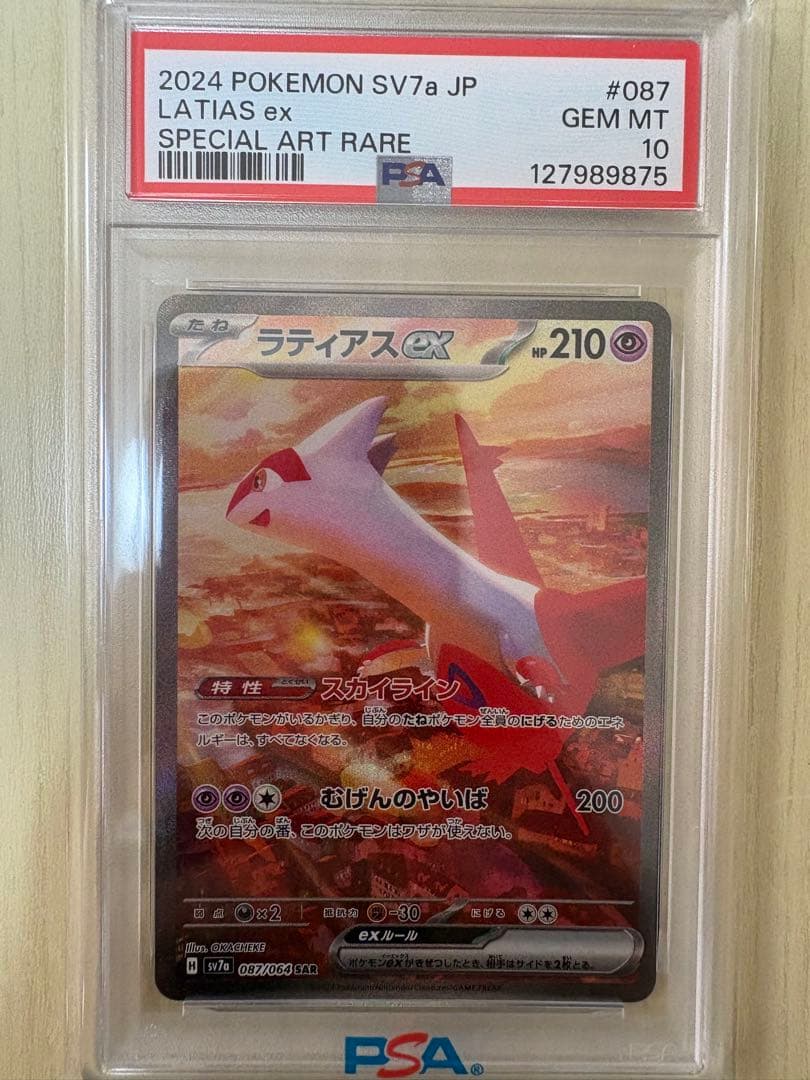 2024 POKEMON SV7a JP #087
LATIAS ex GEM MT
SPECIAL ART RARE 10
PSA 127989875
たね ラティアスex HP 210
特性 とくせい スカイライン
このポケモンがいるかぎり、自分のたねポケモン全員のにげるためのエネ
ルギーは、すべてなくなる。
むげんのやいば 200
次の自分の番、このポケモンはワザが使えない。
弱点 ×2 抵抗力 -30 にげる
exルール
ポケモンexがきぜつしたとき、相手はサイドを2枚とる。
Illus. OKACHEKE
H sv7a 087/064 SAR
PSA®